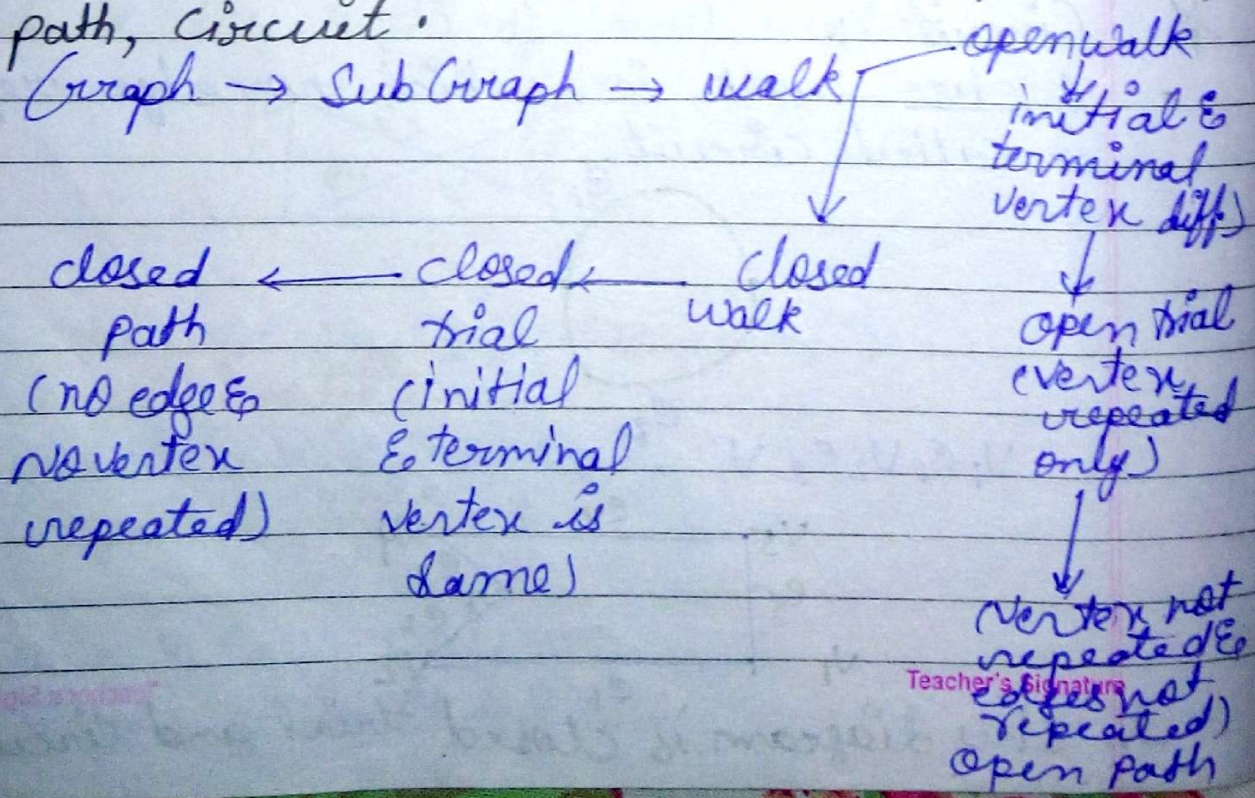 path, Circuit.
Graph → SubGraph → walk
openwalk
initial &
terminal
vertex diff)
open trial
(vertex
repeated
only)
(vertex not
repeated &
edges not
repeated)
open path
closed
walk
closed
trial
(initial
& terminal
vertex is
same)
closed
path
(no edge &
no vertex
repeated)
Teacher's Signature